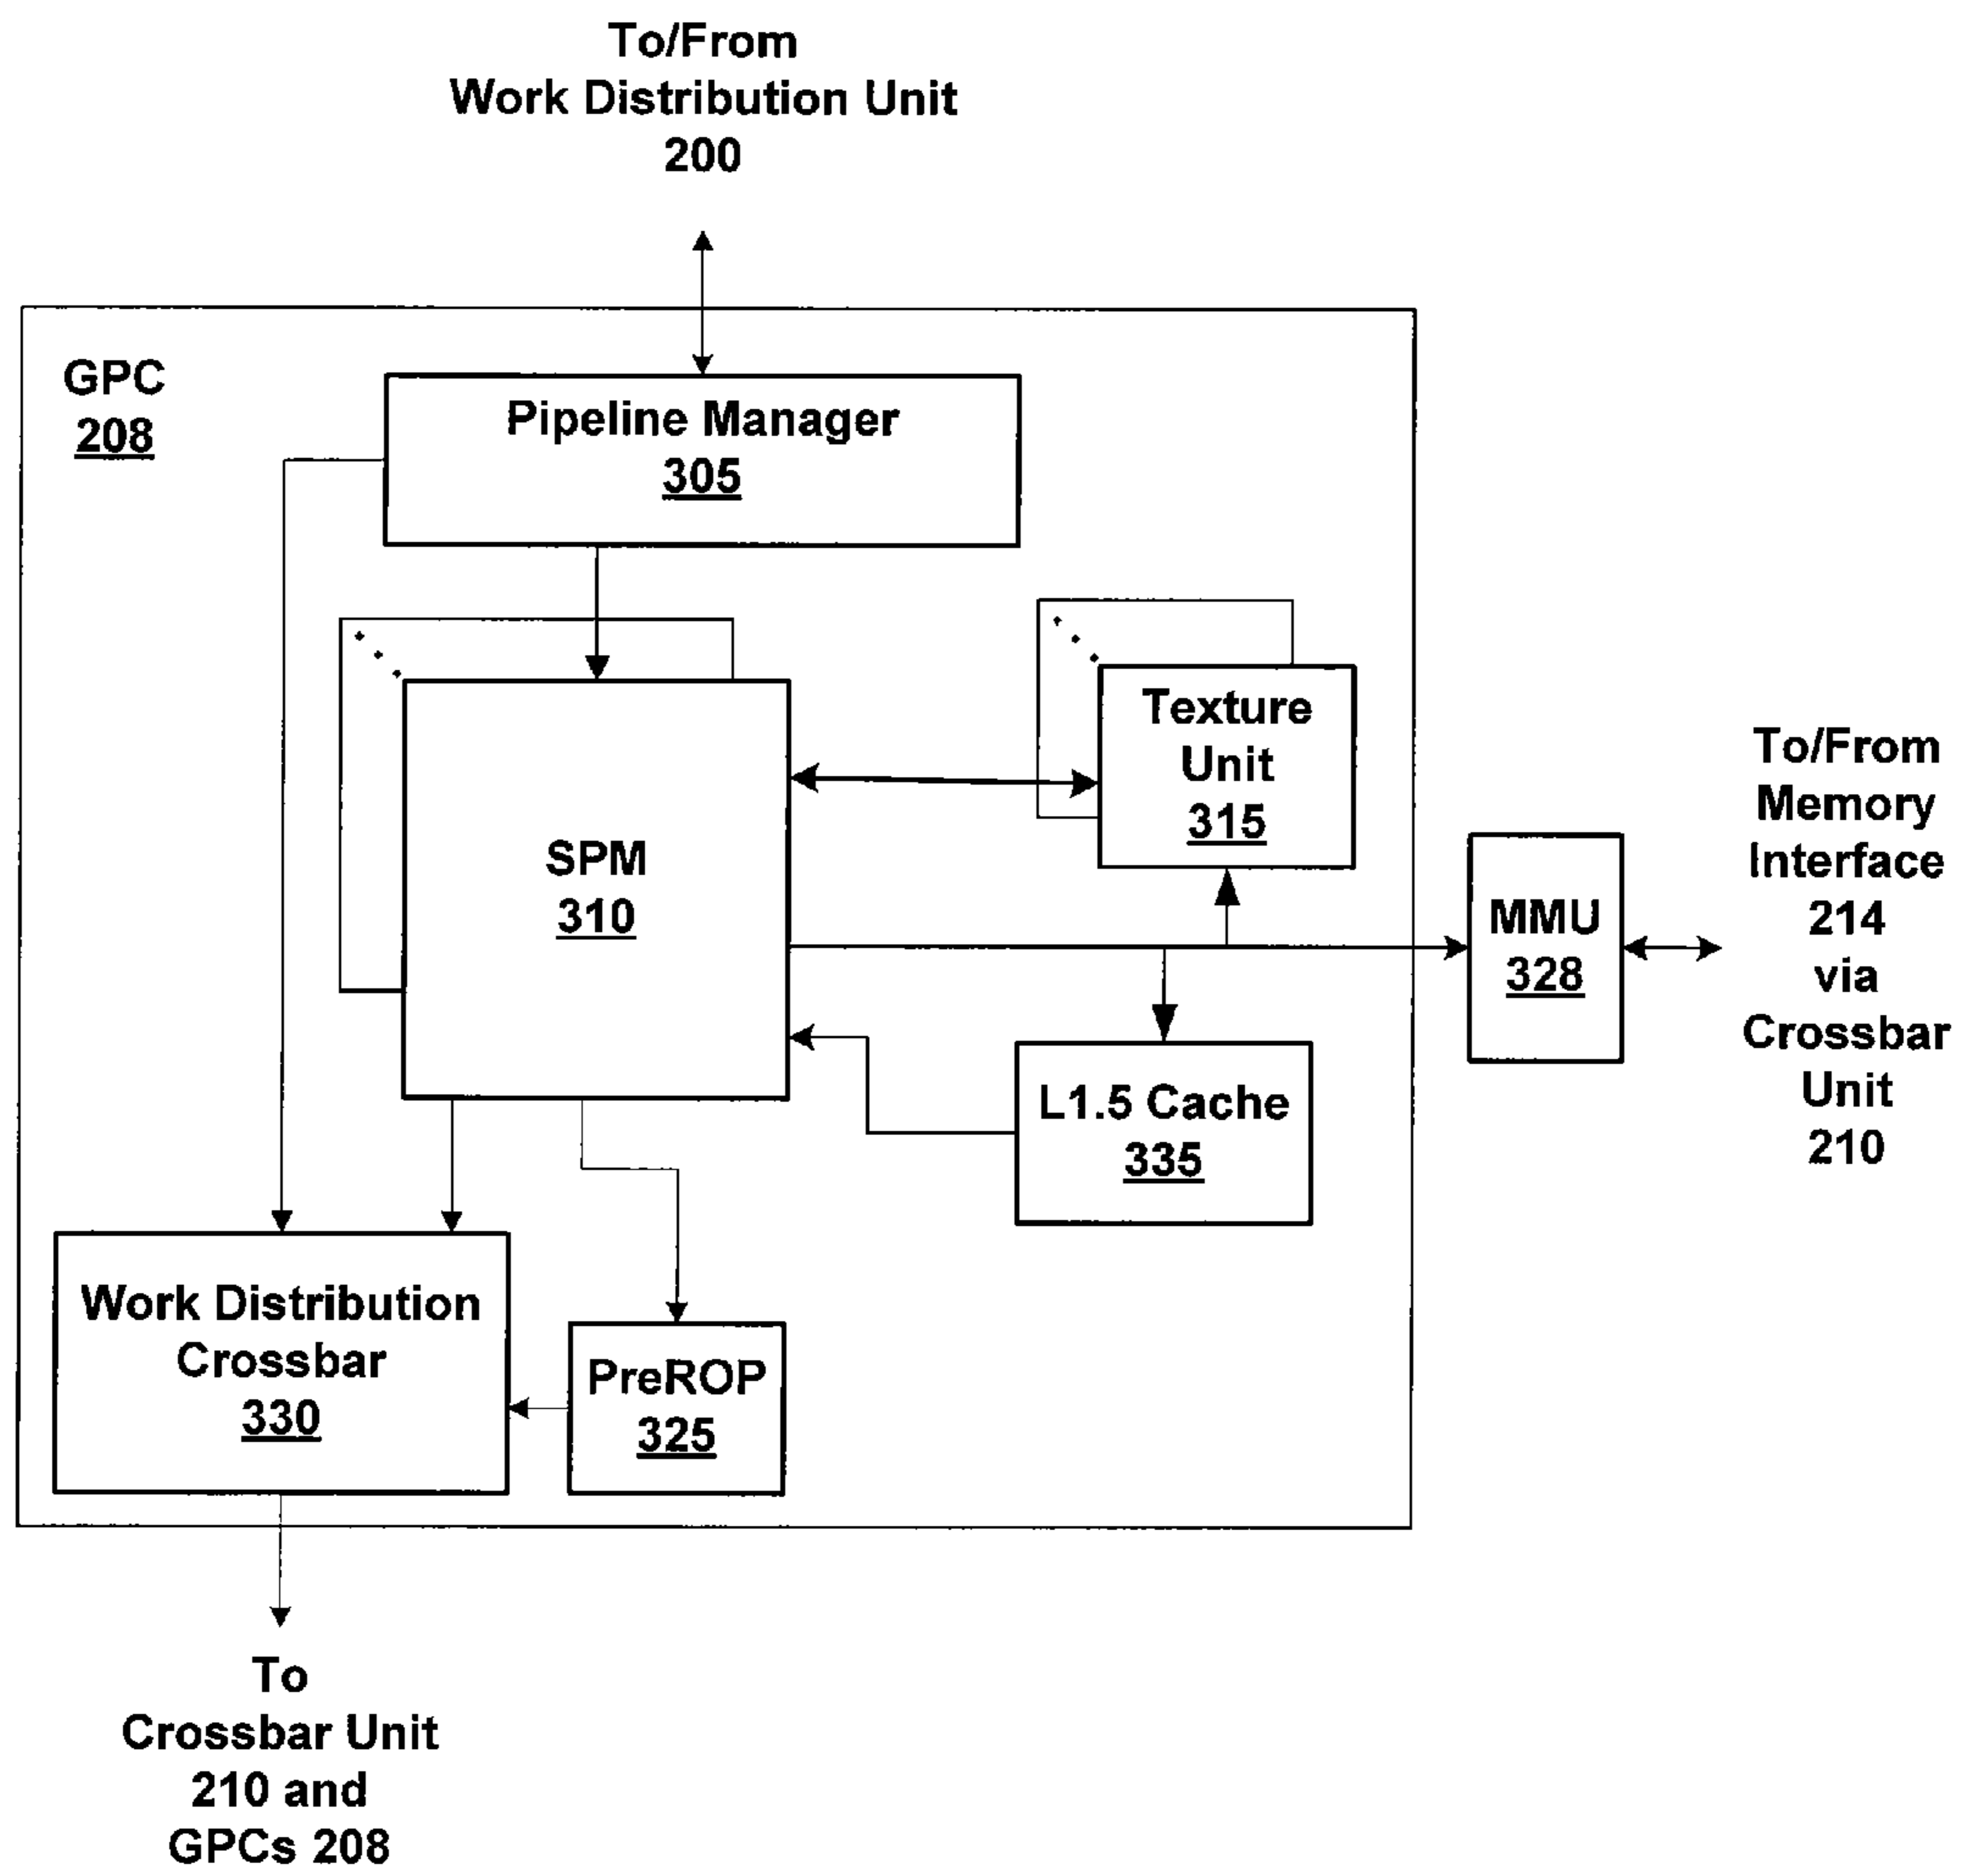 To/From
Work Distribution Unit
200
GPC
208
Pipeline Manager
305
Texture
Unit
315
SPM
310
To/From
Memory
Interface
214
via
Crossbar
Unit
210
MMU
328
L1.5 Cache
335
Work Distribution
Crossbar
330
PreROP
325
To
Crossbar Unit
210 and
GPCs 208